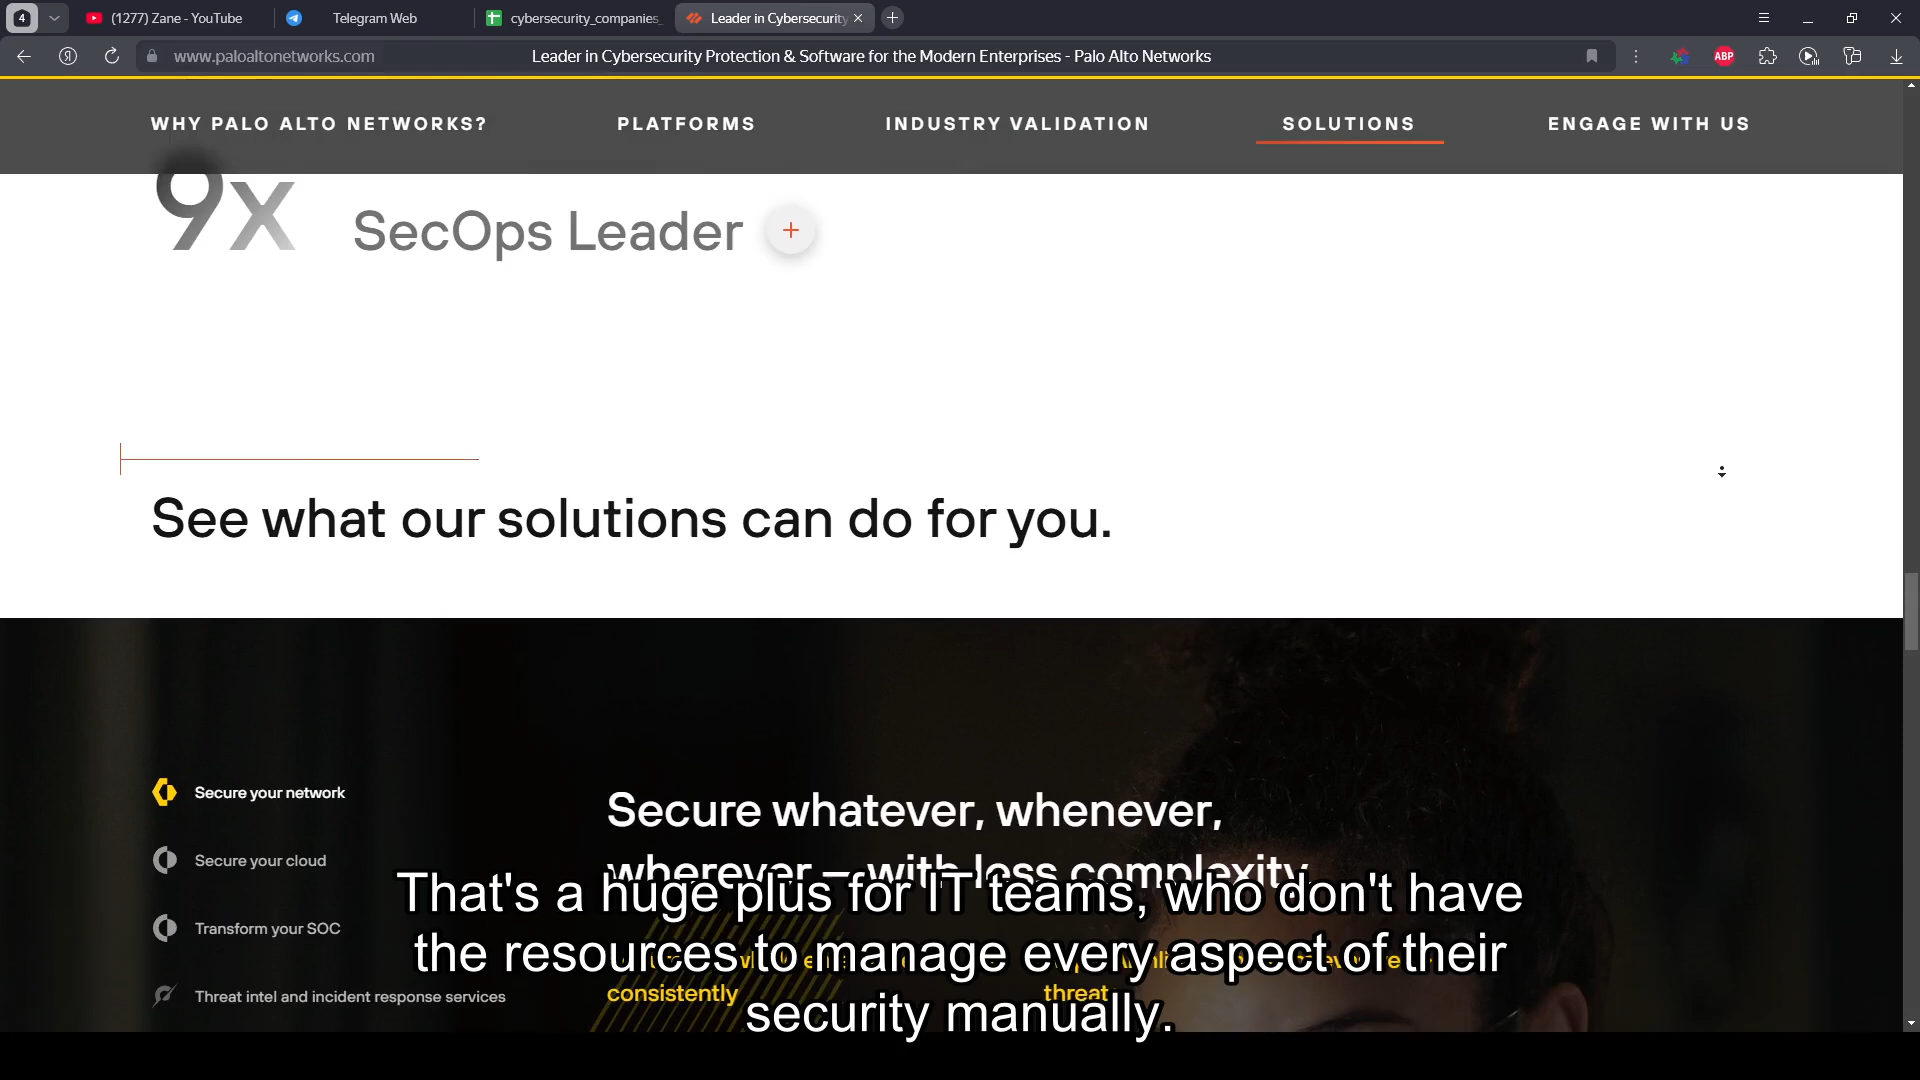 4
(1277) Zane - YouTube
Telegram Web
cybersecurity_companies_
Leader in Cybersecurity
www.paloaltonetworks.com
Leader in Cybersecurity Protection & Software for the Modern Enterprises - Palo Alto Networks
ABP
WHY PALO ALTO NETWORKS?
PLATFORMS
INDUSTRY VALIDATION
SOLUTIONS
ENGAGE WITH US
9x
SecOps Leader
See what our solutions can do for you.
Secure your network
Secure your cloud
Transform your SOC
Threat intel and incident response services
Secure whatever, whenever,
wherever – with less complexity
consistently
threat
That's a huge plus for IT teams, who don't have
the resources to manage every aspect of their
security manually.